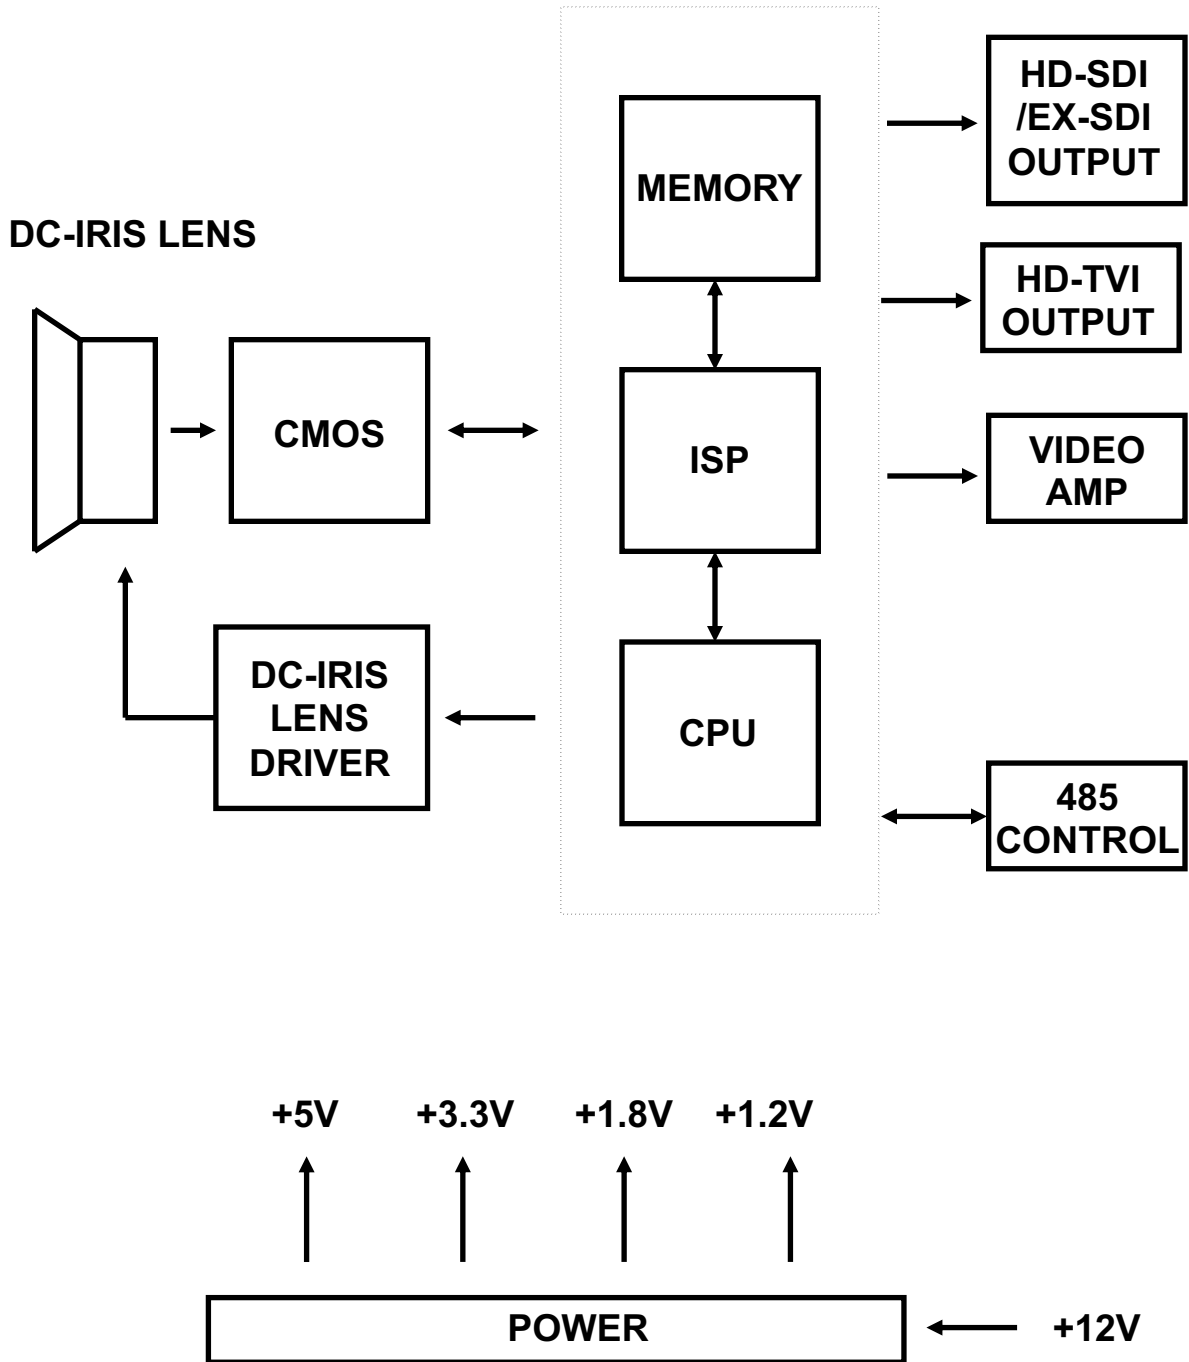 HD-SDI
/EX-SDI
OUTPUT
MEMORY
DC-IRIS LENS
HD-TVI
OUTPUT
CMOS
ISP
VIDEO
AMP
DC-IRIS
LENS
DRIVER
CPU
485
CONTROL
+5V +3.3V +1.8V +1.2V
POWER
+12V